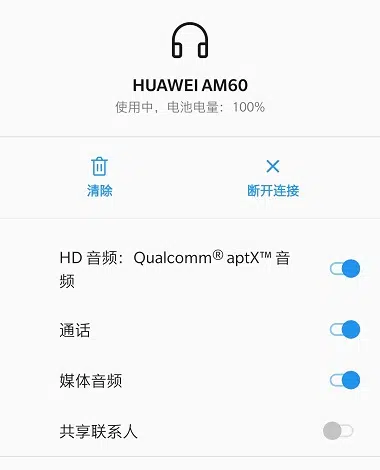 HUAWEI AM60
使用中，电池电量：100%
清除
断开连接
HD 音频：Qualcomm® aptX™ 音
频
通话
媒体音频
共享联系人